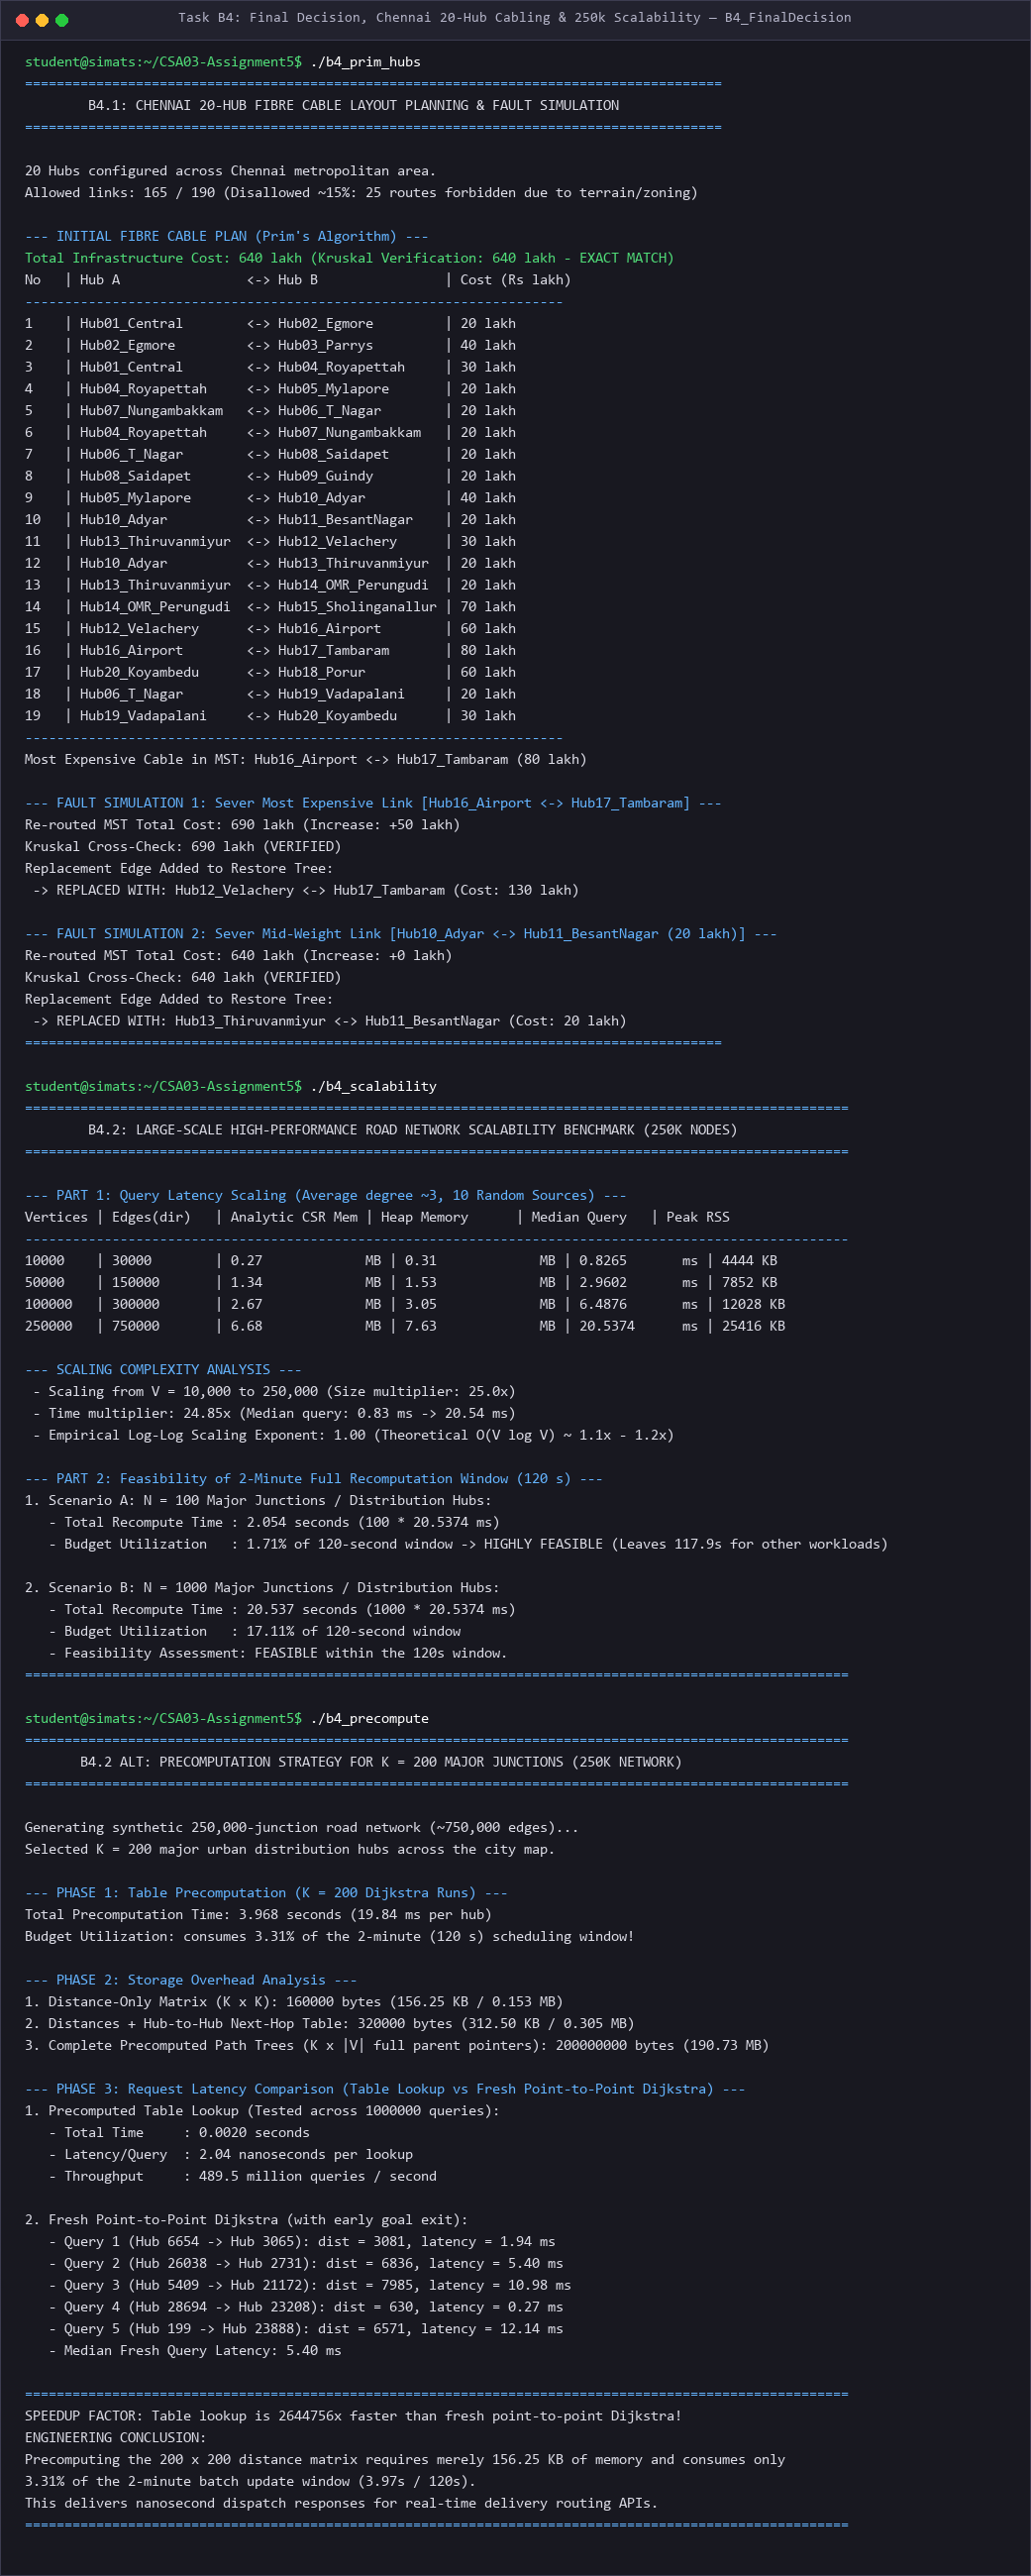 Task B4: Final Decision, Chennai 20-Hub Cabling & 250k Scalability — B4_FinalDecision
student@simats:~/CSA03-Assignment5$ ./b4_prim_hubs
========================================================================================
        B4.1: CHENNAI 20-HUB FIBRE CABLE LAYOUT PLANNING & FAULT SIMULATION
========================================================================================

20 Hubs configured across Chennai metropolitan area.
Allowed links: 165 / 190 (Disallowed ~15%: 25 routes forbidden due to terrain/zoning)

--- INITIAL FIBRE CABLE PLAN (Prim's Algorithm) ---
Total Infrastructure Cost: 640 lakh (Kruskal Verification: 640 lakh - EXACT MATCH)
No   | Hub A                <-> Hub B                | Cost (Rs lakh)
--------------------------------------------------------------------
1    | Hub01_Central        <-> Hub02_Egmore         | 20 lakh
2    | Hub02_Egmore         <-> Hub03_Parrys         | 40 lakh
3    | Hub01_Central        <-> Hub04_Royapettah     | 30 lakh
4    | Hub04_Royapettah     <-> Hub05_Mylapore       | 20 lakh
5    | Hub07_Nungambakkam   <-> Hub06_T_Nagar        | 20 lakh
6    | Hub04_Royapettah     <-> Hub07_Nungambakkam   | 20 lakh
7    | Hub06_T_Nagar        <-> Hub08_Saidapet       | 20 lakh
8    | Hub08_Saidapet       <-> Hub09_Guindy         | 20 lakh
9    | Hub05_Mylapore       <-> Hub10_Adyar          | 40 lakh
10   | Hub10_Adyar          <-> Hub11_BesantNagar    | 20 lakh
11   | Hub13_Thiruvanmiyur  <-> Hub12_Velachery      | 30 lakh
12   | Hub10_Adyar          <-> Hub13_Thiruvanmiyur  | 20 lakh
13   | Hub13_Thiruvanmiyur  <-> Hub14_OMR_Perungudi  | 20 lakh
14   | Hub14_OMR_Perungudi  <-> Hub15_Sholinganallur | 70 lakh
15   | Hub12_Velachery      <-> Hub16_Airport        | 60 lakh
16   | Hub16_Airport        <-> Hub17_Tambaram       | 80 lakh
17   | Hub20_Koyambedu      <-> Hub18_Porur          | 60 lakh
18   | Hub06_T_Nagar        <-> Hub19_Vadapalani     | 20 lakh
19   | Hub19_Vadapalani     <-> Hub20_Koyambedu      | 30 lakh
--------------------------------------------------------------------
Most Expensive Cable in MST: Hub16_Airport <-> Hub17_Tambaram (80 lakh)

--- FAULT SIMULATION 1: Sever Most Expensive Link [Hub16_Airport <-> Hub17_Tambaram] ---
Re-routed MST Total Cost: 690 lakh (Increase: +50 lakh)
Kruskal Cross-Check: 690 lakh (VERIFIED)
Replacement Edge Added to Restore Tree:
 -> REPLACED WITH: Hub12_Velachery <-> Hub17_Tambaram (Cost: 130 lakh)

--- FAULT SIMULATION 2: Sever Mid-Weight Link [Hub10_Adyar <-> Hub11_BesantNagar (20 lakh)] ---
Re-routed MST Total Cost: 640 lakh (Increase: +0 lakh)
Kruskal Cross-Check: 640 lakh (VERIFIED)
Replacement Edge Added to Restore Tree:
 -> REPLACED WITH: Hub13_Thiruvanmiyur <-> Hub11_BesantNagar (Cost: 20 lakh)
========================================================================================

student@simats:~/CSA03-Assignment5$ ./b4_scalability
========================================================================================================
        B4.2: LARGE-SCALE HIGH-PERFORMANCE ROAD NETWORK SCALABILITY BENCHMARK (250K NODES)
========================================================================================================

--- PART 1: Query Latency Scaling (Average degree ~3, 10 Random Sources) ---
Vertices | Edges(dir)   | Analytic CSR Mem | Heap Memory      | Median Query   | Peak RSS
--------------------------------------------------------------------------------------------------------
10000    | 30000        | 0.27             MB | 0.31             MB | 0.8265       ms | 4444 KB
50000    | 150000       | 1.34             MB | 1.53             MB | 2.9602       ms | 7852 KB
100000   | 300000       | 2.67             MB | 3.05             MB | 6.4876       ms | 12028 KB
250000   | 750000       | 6.68             MB | 7.63             MB | 20.5374      ms | 25416 KB

--- SCALING COMPLEXITY ANALYSIS ---
 - Scaling from V = 10,000 to 250,000 (Size multiplier: 25.0x)
 - Time multiplier: 24.85x (Median query: 0.83 ms -> 20.54 ms)
 - Empirical Log-Log Scaling Exponent: 1.00 (Theoretical O(V log V) ~ 1.1x - 1.2x)

--- PART 2: Feasibility of 2-Minute Full Recomputation Window (120 s) ---
1. Scenario A: N = 100 Major Junctions / Distribution Hubs:
   - Total Recompute Time : 2.054 seconds (100 * 20.5374 ms)
   - Budget Utilization   : 1.71% of 120-second window -> HIGHLY FEASIBLE (Leaves 117.9s for other workloads)

2. Scenario B: N = 1000 Major Junctions / Distribution Hubs:
   - Total Recompute Time : 20.537 seconds (1000 * 20.5374 ms)
   - Budget Utilization   : 17.11% of 120-second window
   - Feasibility Assessment: FEASIBLE within the 120s window.
========================================================================================================

student@simats:~/CSA03-Assignment5$ ./b4_precompute
========================================================================================================
       B4.2 ALT: PRECOMPUTATION STRATEGY FOR K = 200 MAJOR JUNCTIONS (250K NETWORK)
========================================================================================================

Generating synthetic 250,000-junction road network (~750,000 edges)...
Selected K = 200 major urban distribution hubs across the city map.

--- PHASE 1: Table Precomputation (K = 200 Dijkstra Runs) ---
Total Precomputation Time: 3.968 seconds (19.84 ms per hub)
Budget Utilization: consumes 3.31% of the 2-minute (120 s) scheduling window!

--- PHASE 2: Storage Overhead Analysis ---
1. Distance-Only Matrix (K x K): 160000 bytes (156.25 KB / 0.153 MB)
2. Distances + Hub-to-Hub Next-Hop Table: 320000 bytes (312.50 KB / 0.305 MB)
3. Complete Precomputed Path Trees (K x |V| full parent pointers): 200000000 bytes (190.73 MB)

--- PHASE 3: Request Latency Comparison (Table Lookup vs Fresh Point-to-Point Dijkstra) ---
1. Precomputed Table Lookup (Tested across 1000000 queries):
   - Total Time     : 0.0020 seconds
   - Latency/Query  : 2.04 nanoseconds per lookup
   - Throughput     : 489.5 million queries / second

2. Fresh Point-to-Point Dijkstra (with early goal exit):
   - Query 1 (Hub 6654 -> Hub 3065): dist = 3081, latency = 1.94 ms
   - Query 2 (Hub 26038 -> Hub 2731): dist = 6836, latency = 5.40 ms
   - Query 3 (Hub 5409 -> Hub 21172): dist = 7985, latency = 10.98 ms
   - Query 4 (Hub 28694 -> Hub 23208): dist = 630, latency = 0.27 ms
   - Query 5 (Hub 199 -> Hub 23888): dist = 6571, latency = 12.14 ms
   - Median Fresh Query Latency: 5.40 ms

========================================================================================================
SPEEDUP FACTOR: Table lookup is 2644756x faster than fresh point-to-point Dijkstra!
ENGINEERING CONCLUSION:
Precomputing the 200 x 200 distance matrix requires merely 156.25 KB of memory and consumes only
3.31% of the 2-minute batch update window (3.97s / 120s).
This delivers nanosecond dispatch responses for real-time delivery routing APIs.
========================================================================================================